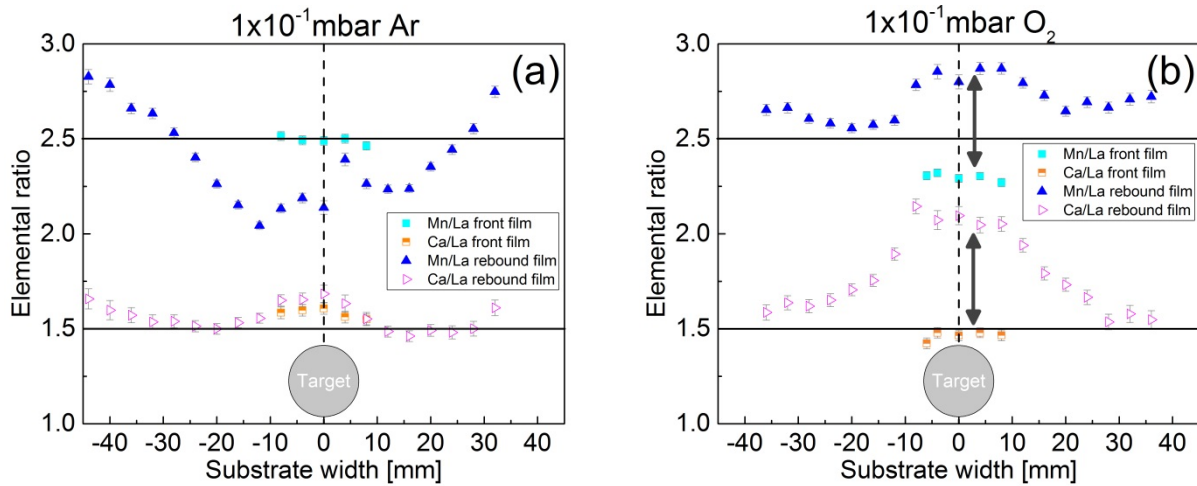 1x10⁻¹mbar Ar
(a)
Elemental ratio
3.0
2.5
2.0
1.5
1.0
Mn/La front film
Ca/La front film
Mn/La rebound film
Ca/La rebound film
Target
-40 -30 -20 -10 0 10 20 30 40
Substrate width [mm]
1x10⁻¹mbar O₂
(b)
Elemental ratio
3.0
2.5
2.0
1.5
1.0
Mn/La front film
Ca/La front film
Mn/La rebound film
Ca/La rebound film
Target
-40 -30 -20 -10 0 10 20 30 40
Substrate width [mm]